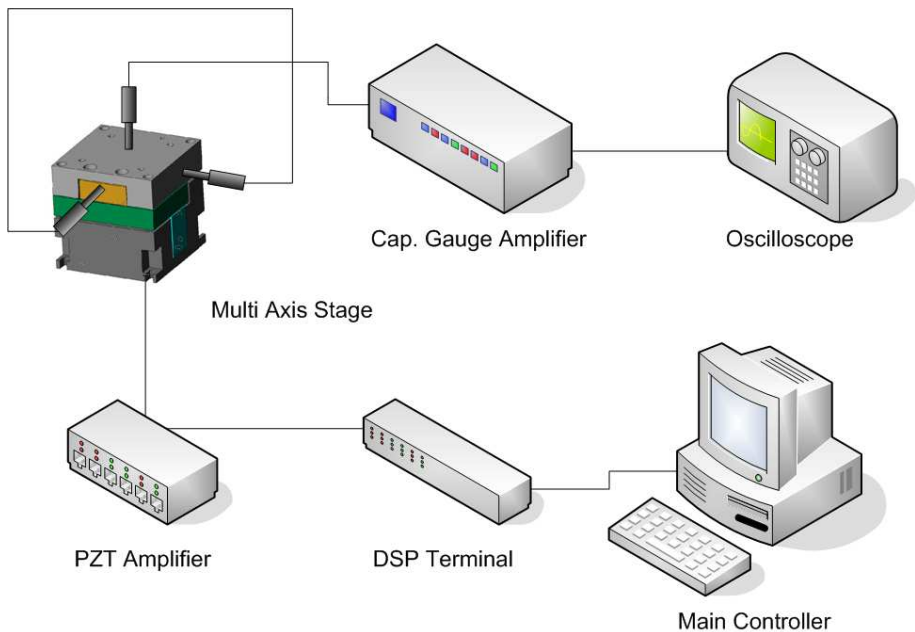 Cap. Gauge Amplifier
Oscilloscope
Multi Axis Stage
PZT Amplifier
DSP Terminal
Main Controller